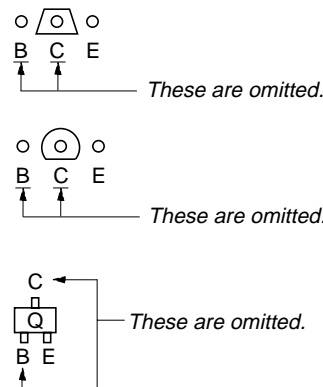 B C E
These are omitted.
B C E
These are omitted.
C
Q
These are omitted.
B E